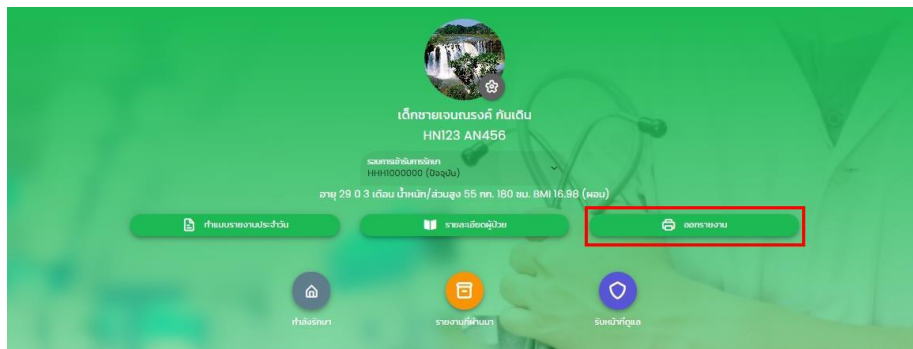 เด็กชายเจนณรงค์ กันเดิน
HN123 AN456
รอบการเข้ารับการรักษา
HHH1000000 (ปัจจุบัน)
อายุ 29 ปี 3 เดือน น้ำหนัก/ส่วนสูง 55 กก. 180 ซม. BMI 16.98 (ผอม)
ทำแบบรายงานประจำวัน
รายละเอียดผู้ป่วย
ออกรายงาน
กำลังรักษา
รายงานที่ผ่านมา
รับหน้าที่ดูแล